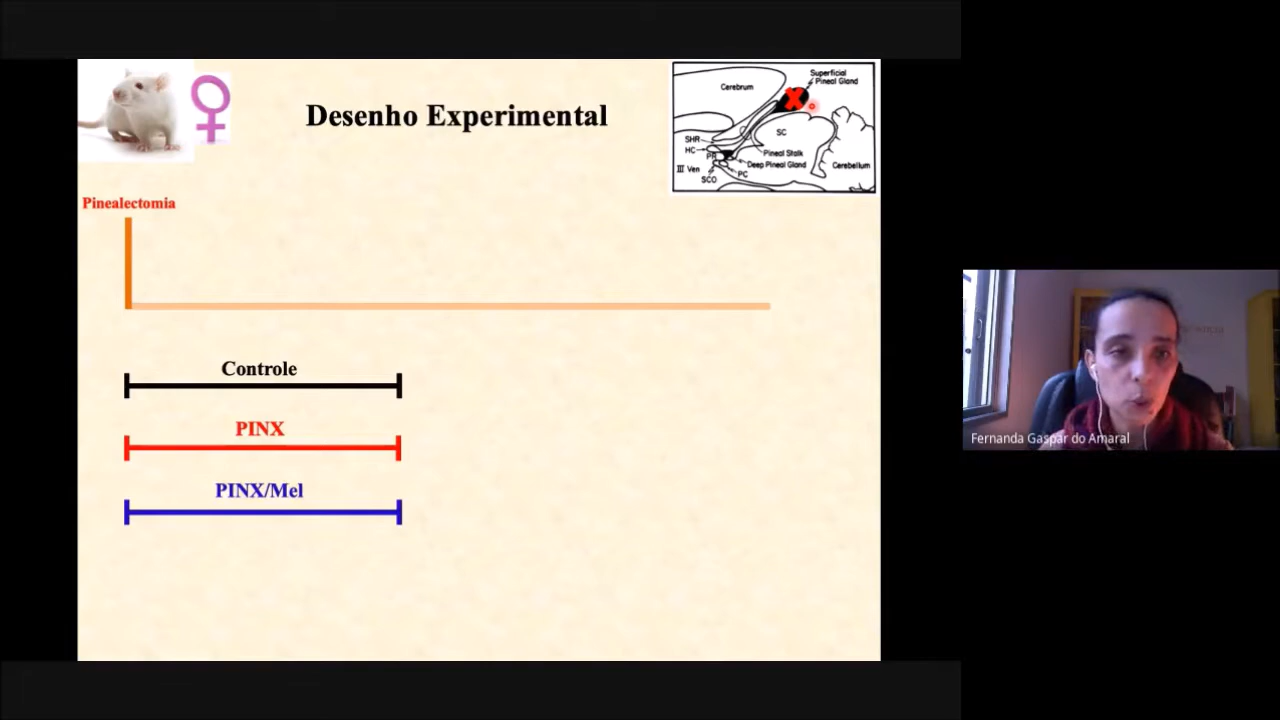 Desenho Experimental
Superficial
Pineal Gland
Cerebrum
SHR
HC
PR
III Ven
SCO
PC
SC
Pineal Stalk
Deep Pineal Gland
Cerebellum
Pinealectomia
Controle
PINX
PINX/Mel
Fernanda Gaspar do Amaral